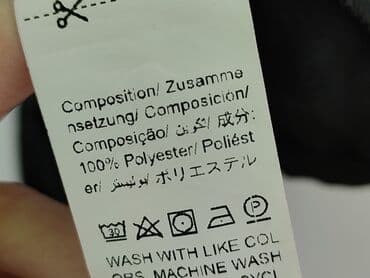 Composition/ Zusamme
nsetzung/ Composición/
Composição/ تكوين/ 成分:
100% Polyester/ Poliést
er/ بوليستر/ ポリエステル
30 P
WASH WITH LIKE COL
ORS, MACHINE WASH